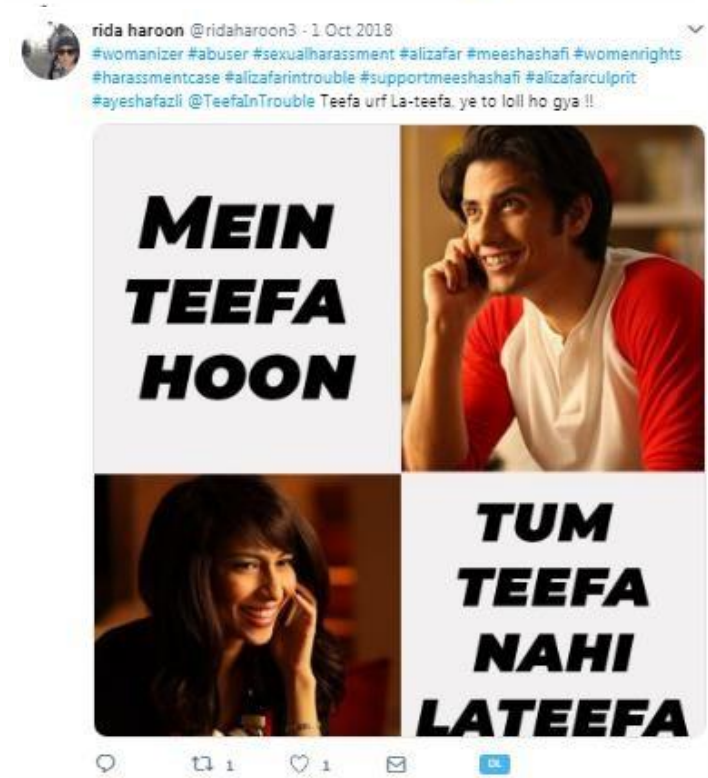 rida haroon @ridaharoon3 · 1 Oct 2018
#womanizer #abuser #sexualharassment #alizafar #meeshashafi #womenrights
#harassmentcase #alizafarintrouble #supportmeeshashafi #alizafarculprit
#ayeshafazli @TeefaInTrouble Teefa urf La-teefa, ye to loll ho gya !!
MEIN
TEEFA
HOON
TUM
TEEFA
NAHI
LATEEFA
1 1